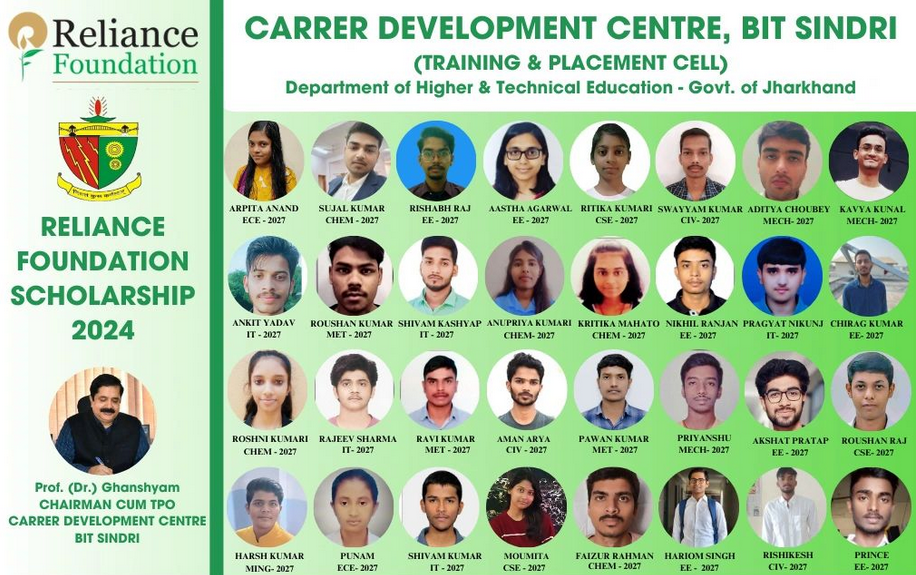 Reliance
Foundation
CARRER DEVELOPMENT CENTRE, BIT SINDRI
(TRAINING & PLACEMENT CELL)
Department of Higher & Technical Education - Govt. of Jharkhand
RELIANCE
FOUNDATION
SCHOLARSHIP
2024
Prof. (Dr.) Ghanshyam
CHAIRMAN CUM TPO
CARRER DEVELOPMENT CENTRE
BIT SINDRI
ARPITA ANAND
ECE - 2027
SUJAL KUMAR
CHEM - 2027
RISHABH RAJ
EE - 2027
AASTHA AGARWAL
EE - 2027
RITIKA KUMARI
CSE - 2027
SWAYYAM KUMAR
CIV- 2027
ADITYA CHOUBEY
MECH- 2027
KAVYA KUNAL
MECH- 2027
ANKIT YADAV
IT - 2027
ROUSHAN KUMAR
MET - 2027
SHIVAM KASHYAP
IT - 2027
ANUPRIYA KUMARI
CHEM- 2027
KRITIKA MAHATO
CHEM - 2027
NIKHIL RANJAN
EE - 2027
PRAGYAT NIKUNJ
IT- 2027
CHIRAG KUMAR
EE- 2027
ROSHNI KUMARI
CHEM - 2027
RAJEEV SHARMA
IT- 2027
RAVI KUMAR
MET - 2027
AMAN ARYA
CIV - 2027
PAWAN KUMAR
MET - 2027
PRIYANSHU
MECH- 2027
AKSHAT PRATAP
EE - 2027
ROUSHAN RAJ
CSE- 2027
HARSH KUMAR
MING- 2027
PUNAM
ECE- 2027
SHIVAM KUMAR
IT - 2027
MOUMITA
CSE - 2027
FAIZUR RAHMAN
CHEM - 2027
HARIOM SINGH
EE - 2027
RISHIKESH
CIV- 2027
PRINCE
EE- 2027